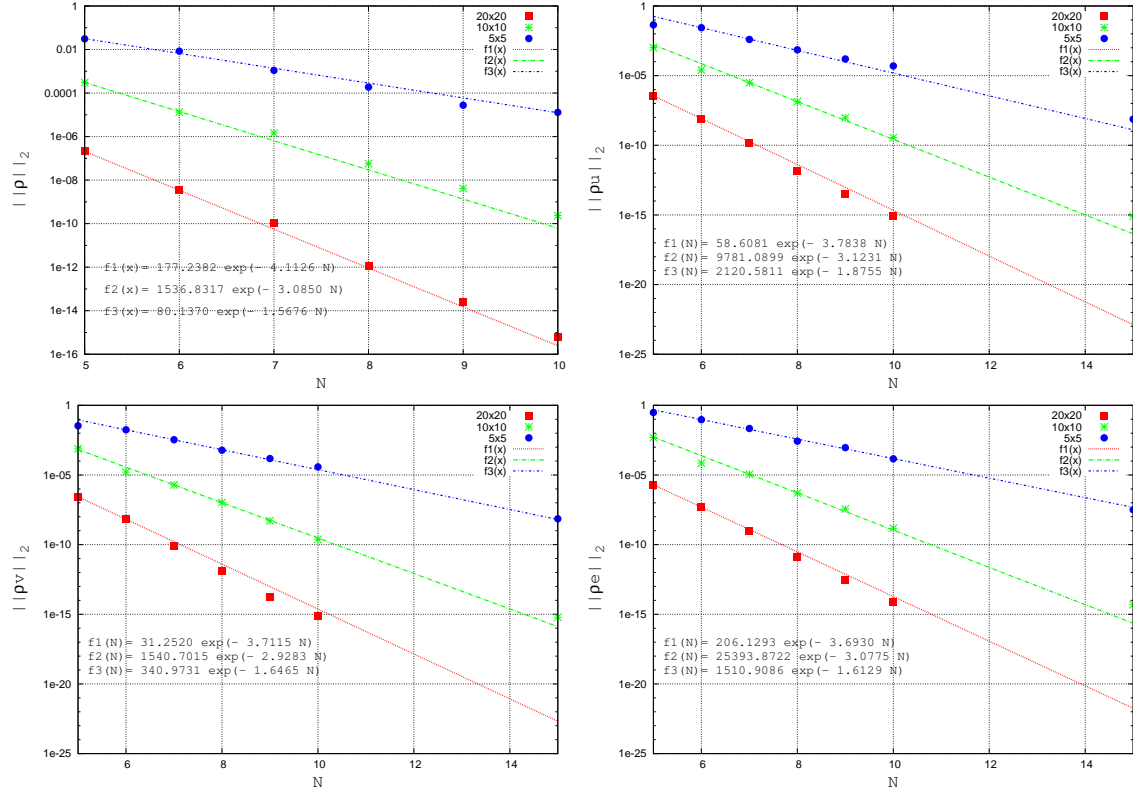 1
0.01
0.0001
1e-06
1e-08
1e-10
1e-12
1e-14
1e-16
5 6 7 8 9 10
||ρ||₂
N
20x20
10x10
5x5
f1(x)
f2(x)
f3(x)
f1(x)= 177.2382 exp(- 4.1126 N)
f2(x)= 1536.8317 exp(- 3.0850 N)
f3(x)= 80.1370 exp(- 1.5676 N)
1
1e-05
1e-10
1e-15
1e-20
1e-25
6 8 10 12 14
||ρu||₂
N
20x20
10x10
5x5
f1(x)
f2(x)
f3(x)
f1(N)= 58.6081 exp(- 3.7838 N)
f2(N)= 9781.0899 exp(- 3.1231 N)
f3(N)= 2120.5811 exp(- 1.8755 N)
1
1e-05
1e-10
1e-15
1e-20
1e-25
6 8 10 12 14
||ρv||₂
N
20x20
10x10
5x5
f1(x)
f2(x)
f3(x)
f1(N)= 31.2520 exp(- 3.7115 N)
f2(N)= 1540.7015 exp(- 2.9283 N)
f3(N)= 340.9731 exp(- 1.6465 N)
1
1e-05
1e-10
1e-15
1e-20
1e-25
6 8 10 12 14
||ρe||₂
N
20x20
10x10
5x5
f1(x)
f2(x)
f3(x)
f1(N)= 206.1293 exp(- 3.6930 N)
f2(N)= 25393.8722 exp(- 3.0775 N)
f3(N)= 1510.9086 exp(- 1.6129 N)